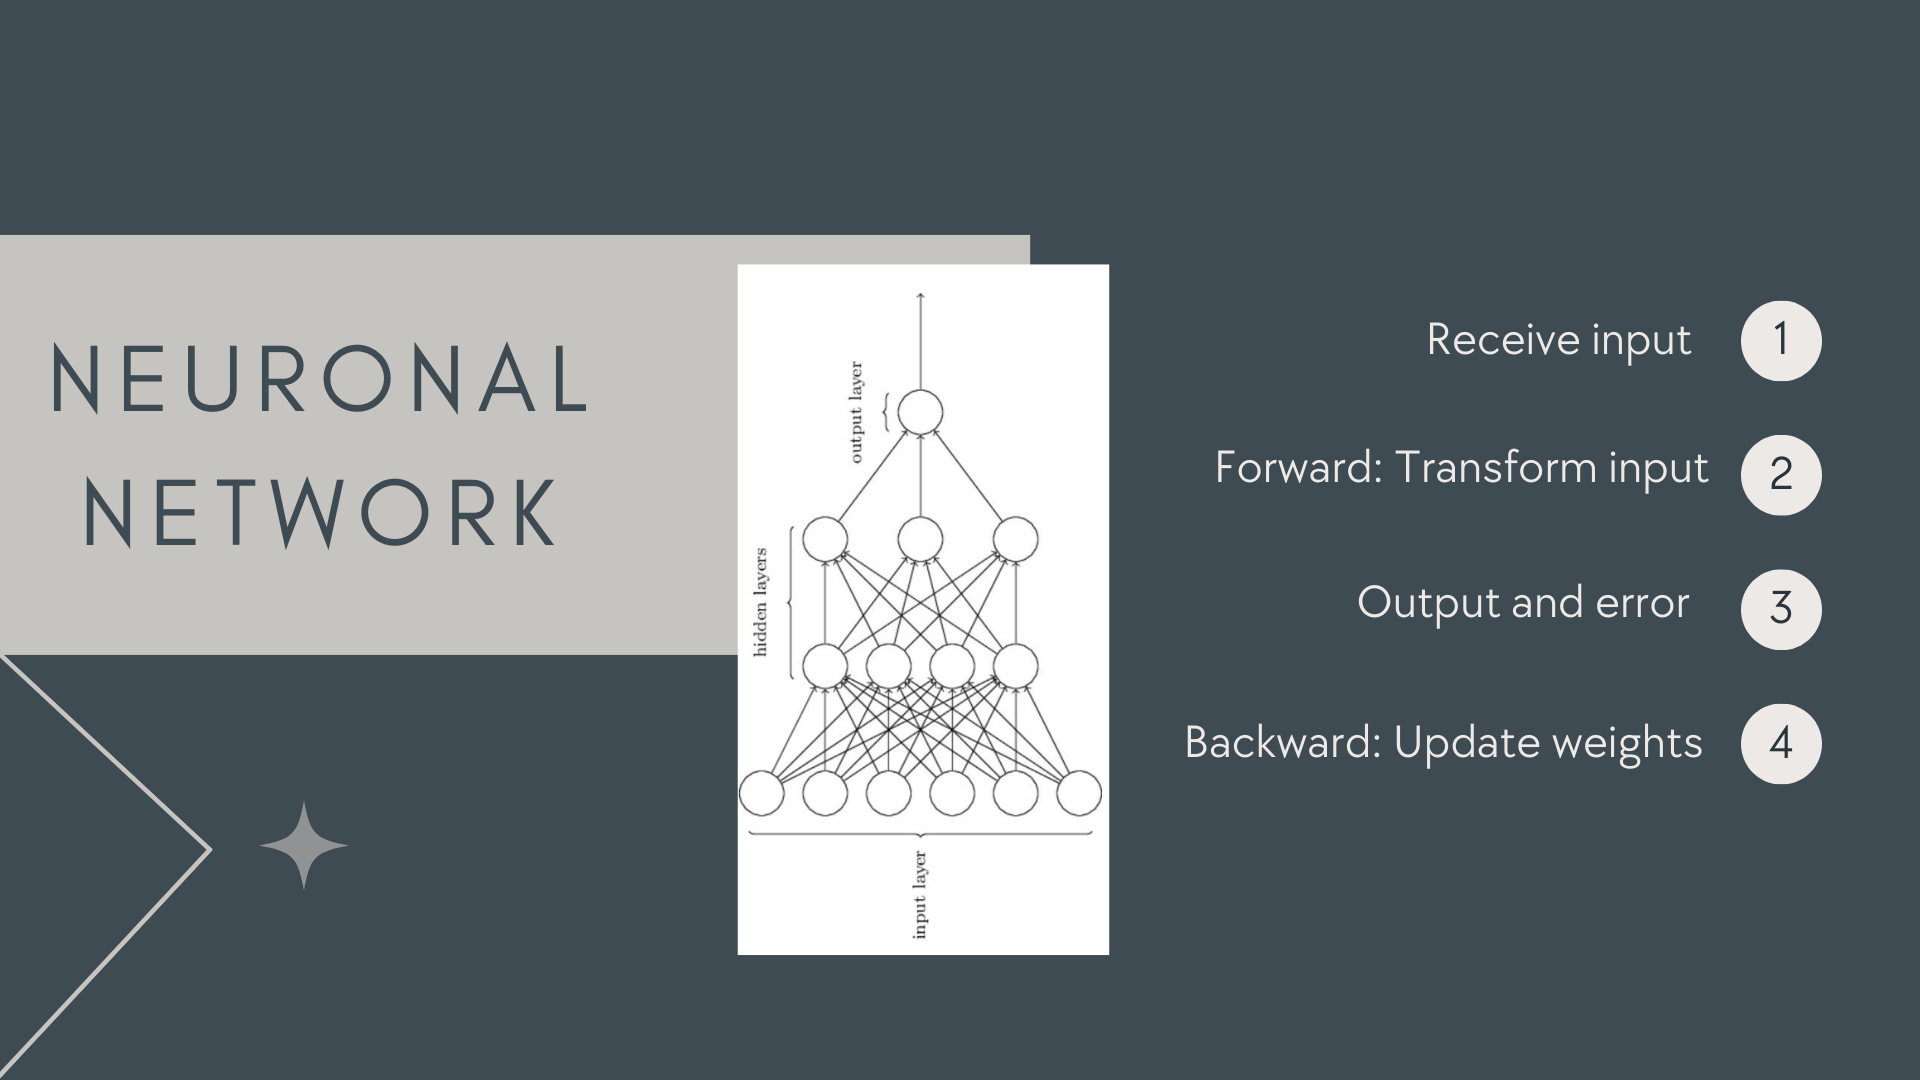 NEURONAL
NETWORK
output layer
hidden layers
input layer
Receive input 1
Forward: Transform input 2
Output and error 3
Backward: Update weights 4